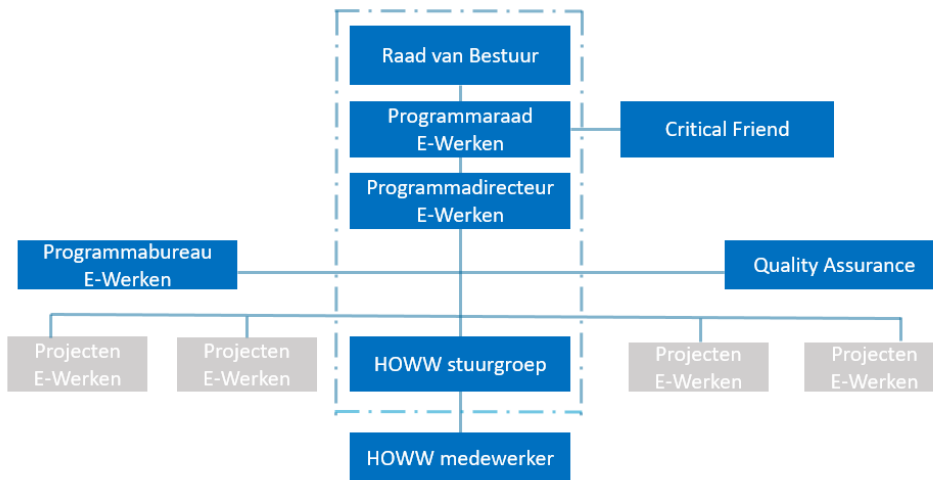 Raad van Bestuur
Programmaraad
E-Werken
Critical Friend
Programmadirecteur
E-Werken
Programmabureau
E-Werken
Quality Assurance
Projecten
E-Werken
Projecten
E-Werken
HOWW stuurgroep
Projecten
E-Werken
Projecten
E-Werken
HOWW medewerker